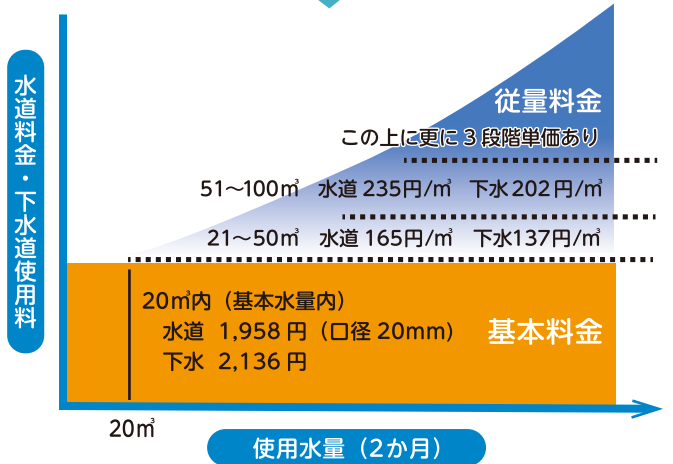 水道料金・下水道使用料
従量料金
この上に更に3段階単価あり
51～100㎥ 水道 235円/㎥ 下水 202円/㎥
21～50㎥ 水道 165円/㎥ 下水137円/㎥
20㎥内（基本水量内）
水道 1,958 円（口径 20mm）
下水 2,136 円
基本料金
20㎥
使用水量（2か月）